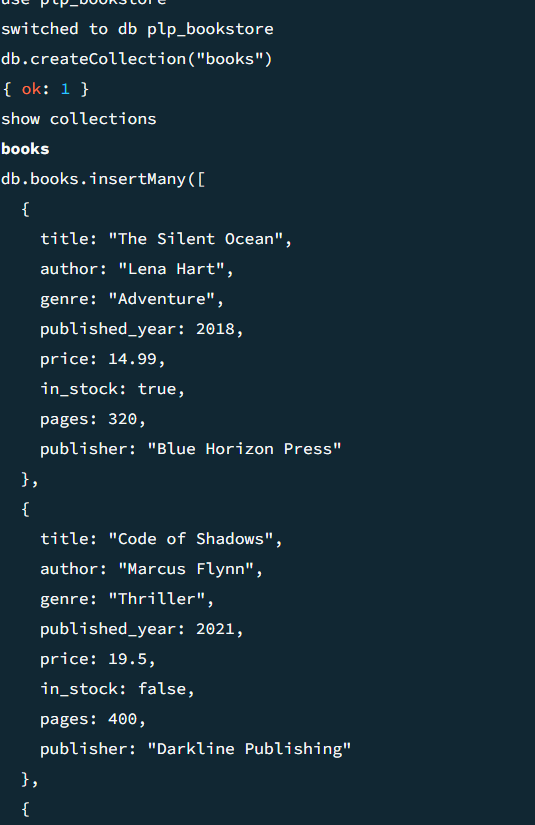 use plp_bookstore
switched to db plp_bookstore
db.createCollection("books")
{ ok: 1 }
show collections
books
db.books.insertMany([
  {
    title: "The Silent Ocean",
    author: "Lena Hart",
    genre: "Adventure",
    published_year: 2018,
    price: 14.99,
    in_stock: true,
    pages: 320,
    publisher: "Blue Horizon Press"
  },
  {
    title: "Code of Shadows",
    author: "Marcus Flynn",
    genre: "Thriller",
    published_year: 2021,
    price: 19.5,
    in_stock: false,
    pages: 400,
    publisher: "Darkline Publishing"
  },
  {